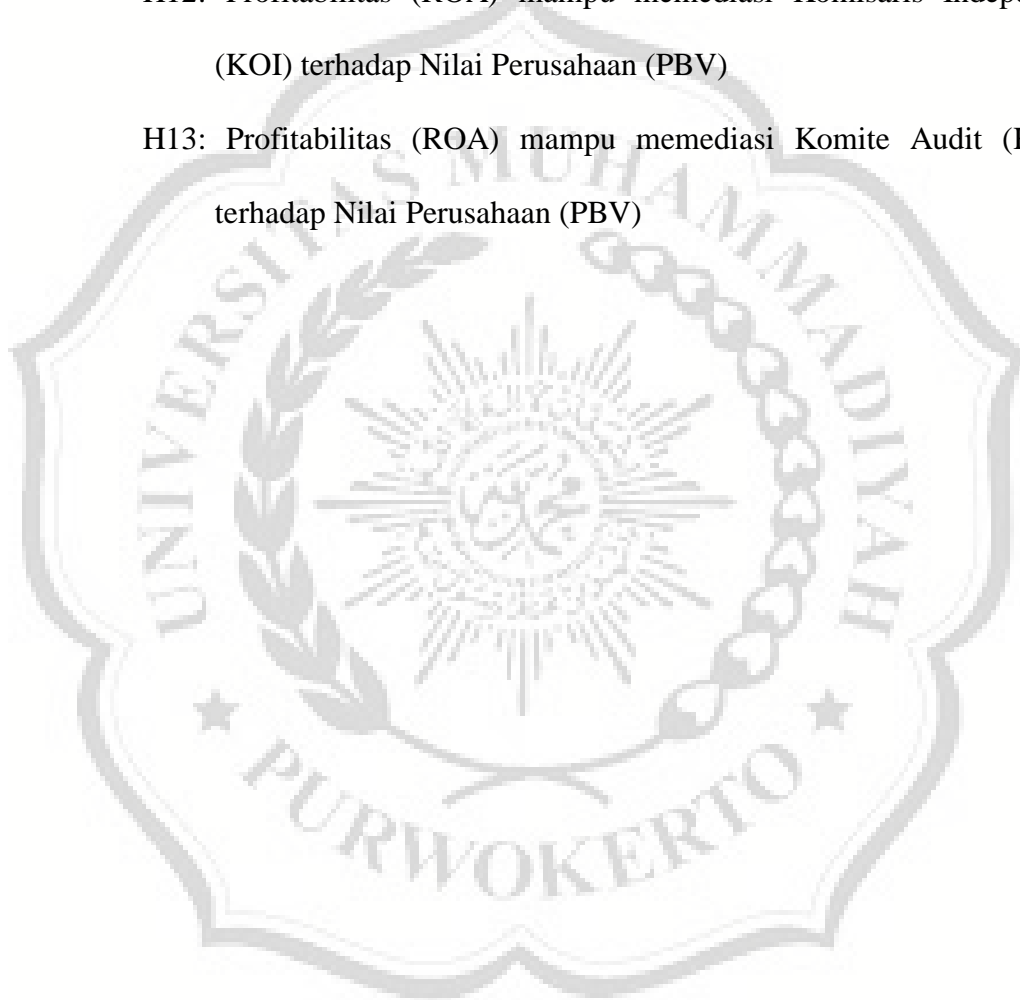 H12: Profitabilitas (ROA) mampu memediasi Komisaris
(KOI) terhadap Nilai Perusahaan (PBV)
H13: Profitabilitas (ROA) mampu memediasi Komite Audit
terhadap Nilai Perusahaan (PBV)
UNIVERSITAS MUHAMMADIYAH
PURWOKERTO